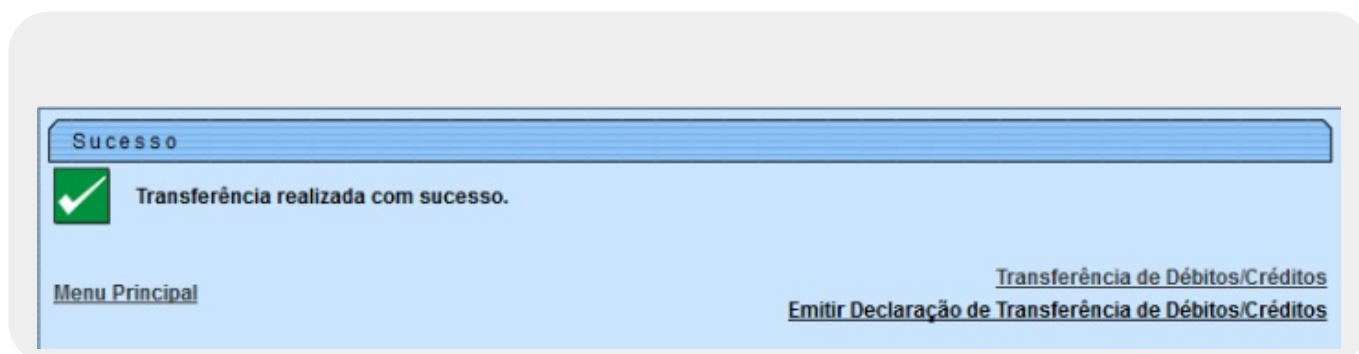 Sucesso
Transferência realizada com sucesso.
Transferência de Débitos/Créditos
Menu Principal
Emitir Declaração de Transferência de Débitos/Créditos